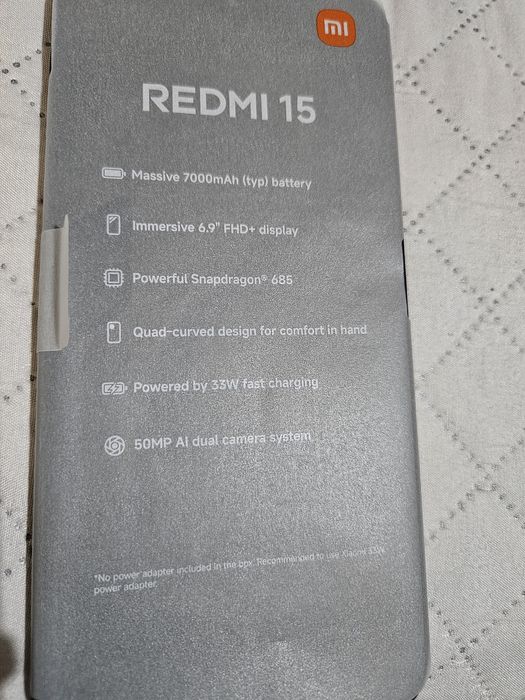 mi
REDMI 15
Massive 7000mAh (typ) battery
Immersive 6.9" FHD+ display
Powerful Snapdragon® 685
Quad-curved design for comfort in hand
Powered by 33W fast charging
50MP AI dual camera system
*No power adapter included in the box. Recommended to use Xiaomi 33W
power adapter.